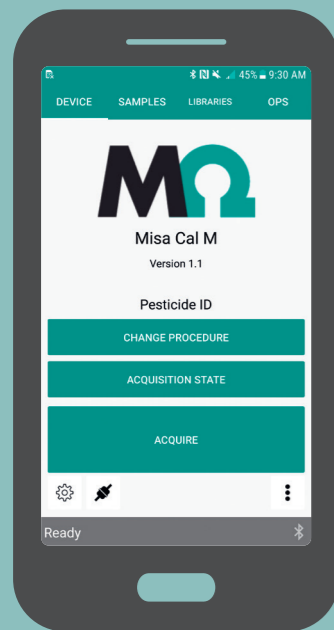 45% 9:30 AM
DEVICE SAMPLES LIBRARIES OPS
MΩ
Misa Cal M
Version 1.1
Pesticide ID
CHANGE PROCEDURE
ACQUISITION STATE
ACQUIRE
Ready